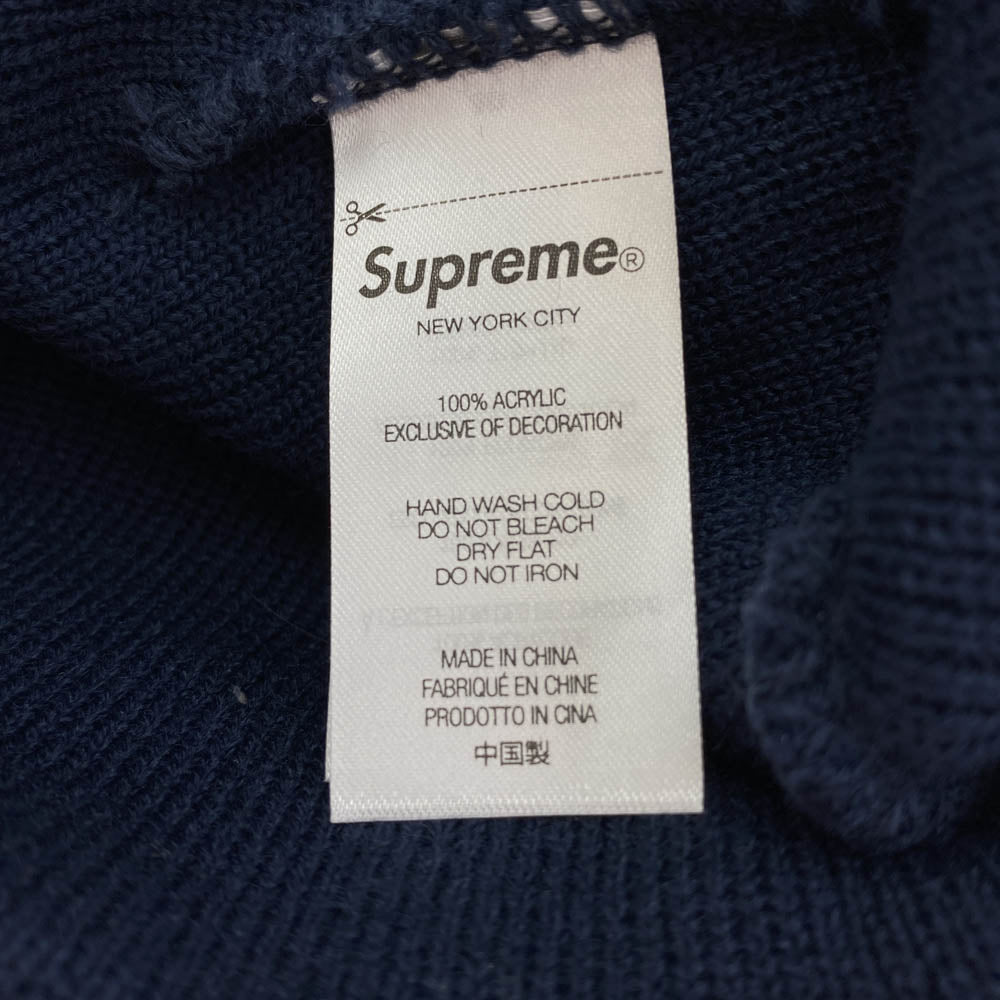 Supreme®
NEW YORK CITY
100% ACRYLIC
EXCLUSIVE OF DECORATION
HAND WASH COLD
DO NOT BLEACH
DRY FLAT
DO NOT IRON
MADE IN CHINA
FABRIQUÉ EN CHINE
PRODOTTO IN CINA
中国製